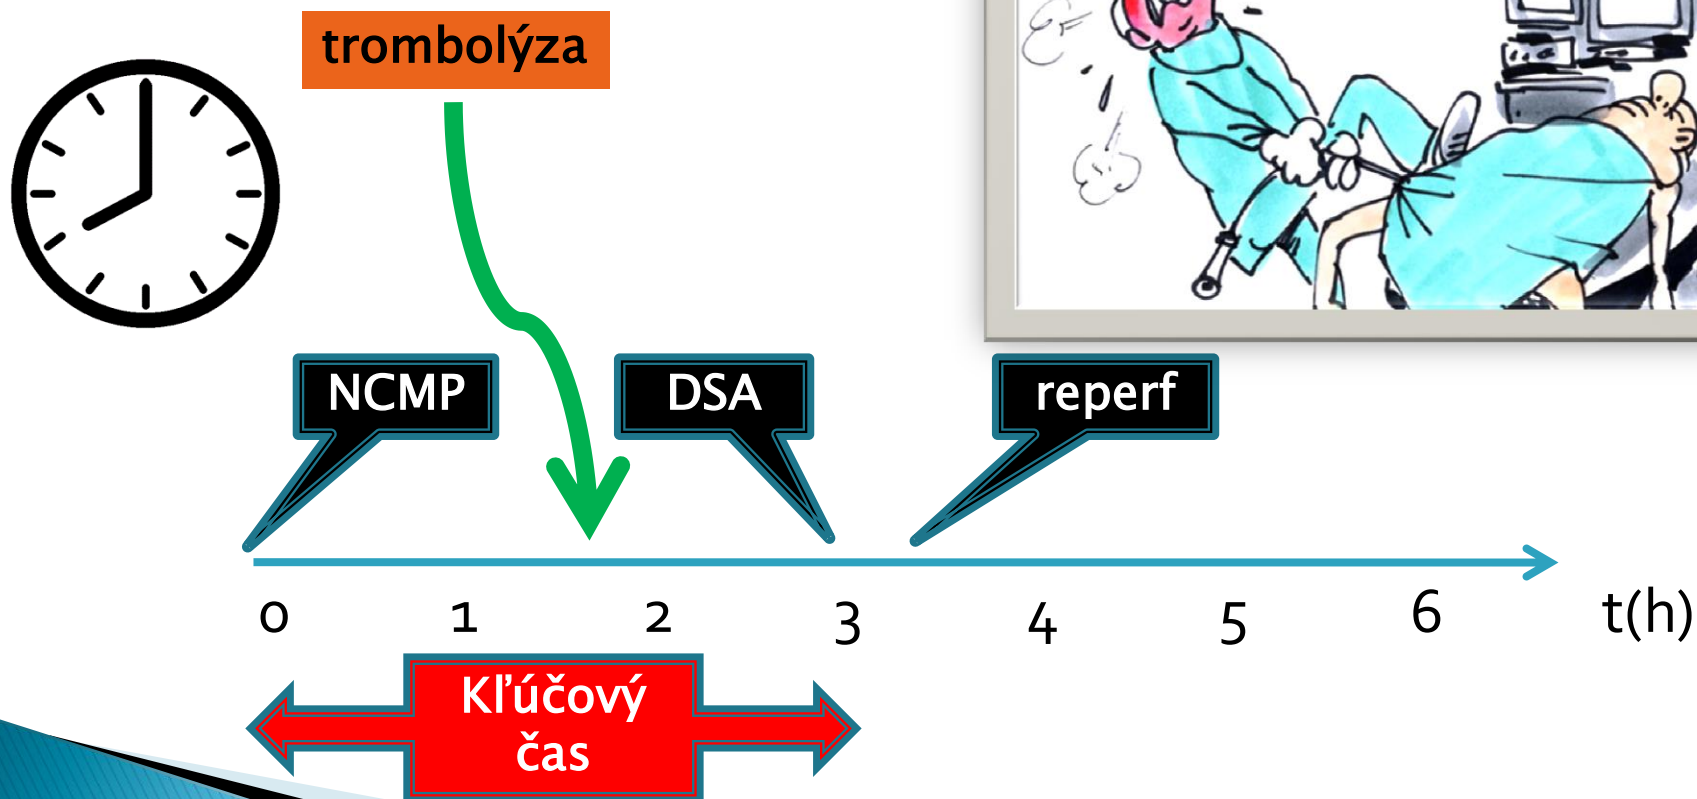 trombolýza
NCMP
DSA
reperf
0 1 2 3 4 5 6 t(h)
Kľúčový
čas